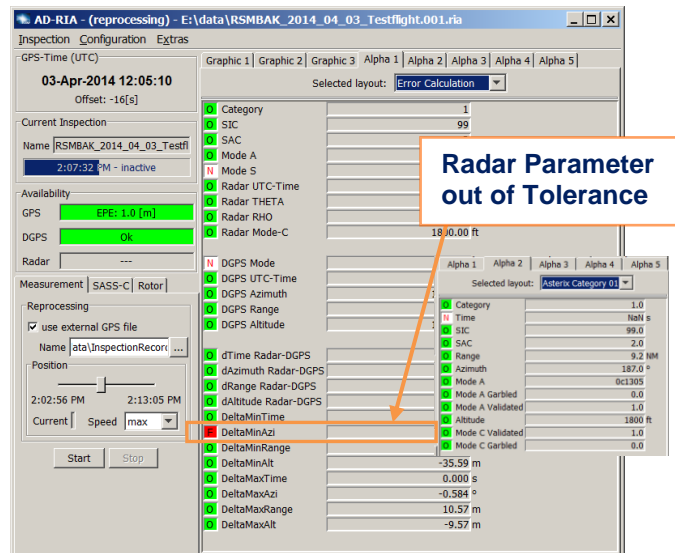 AD-RIA - (reprocessing) - E:\data\RSMBAK_2014_04_03_Testflight.001.ria
Inspection Configuration Extras
GPS-Time (UTC)
03-Apr-2014 12:05:10
Offset: -16[s]
Current Inspection
Name RSMBAK_2014_04_03_Testfl
2:07:32 PM - inactive
Availability
GPS EPE: 1.0 [m]
DGPS Ok
Radar ---
Measurement SASS-C Rotor
Reprocessing
use external GPS file
Name ata\InspectionRecord ...
Position
2:02:56 PM 2:13:05 PM
Current Speed max
Start Stop
Graphic 1 Graphic 2 Graphic 3 Alpha 1 Alpha 2 Alpha 3 Alpha 4 Alpha 5
Selected layout: Error Calculation
O Category 1
O SIC 99
O SAC
O Mode A
N Mode S
O Radar UTC-Time
O Radar THETA
O Radar RHO
O Radar Mode-C 1800.00 ft
N DGPS Mode
O DGPS UTC-Time
O DGPS Azimuth
O DGPS Range
O DGPS Altitude
O dTime Radar-DGPS
O dAzimuth Radar-DGPS
O dRange Radar-DGPS
O dAltitude Radar-DGPS
O DeltaMinTime
F DeltaMinAzi
O DeltaMinRange
O DeltaMinAlt -35.59 m
O DeltaMaxTime 0.000 s
O DeltaMaxAzi -0.584 °
O DeltaMaxRange 10.57 m
O DeltaMaxAlt -9.57 m
Radar Parameter
out of Tolerance
Alpha 1 Alpha 2 Alpha 3 Alpha 4 Alpha 5
Selected layout: Asterix Category 01
O Category 1.0
N Time NaN s
O SIC 99.0
O SAC 2.0
O Range 9.2 NM
O Azimuth 187.0 °
O Mode A 0c1305
O Mode A Garbled 0.0
O Mode A Validated 1.0
O Altitude 1800 ft
O Mode C Validated 1.0
O Mode C Garbled 0.0